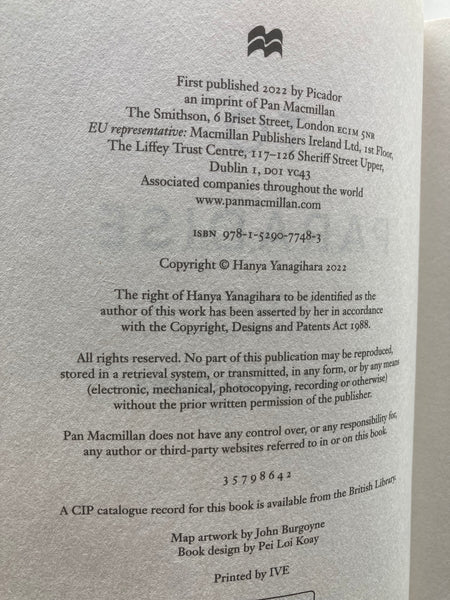 First published 2022 by Picador
an imprint of Pan Macmillan
The Smithson, 6 Briset Street, London EC1M 5NR
EU representative: Macmillan Publishers Ireland Ltd, 1st Floor,
The Liffey Trust Centre, 117–126 Sheriff Street Upper,
Dublin 1, D01 YC43
Associated companies throughout the world
www.panmacmillan.com
ISBN 978-1-5290-7748-3
Copyright © Hanya Yanagihara 2022
The right of Hanya Yanagihara to be identified as the
author of this work has been asserted by her in accordance
with the Copyright, Designs and Patents Act 1988.
All rights reserved. No part of this publication may be reproduced,
stored in a retrieval system, or transmitted, in any form, or by any means
(electronic, mechanical, photocopying, recording or otherwise)
without the prior written permission of the publisher.
Pan Macmillan does not have any control over, or any responsibility for,
any author or third-party websites referred to in or on this book.
3 5 7 9 8 6 4 2
A CIP catalogue record for this book is available from the British Library.
Map artwork by John Burgoyne
Book design by Pei Loi Koay
Printed by IVE